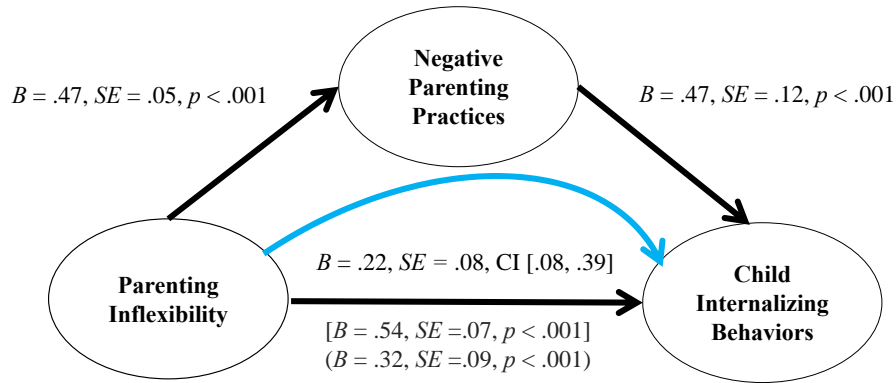 Negative
Parenting
Practices
B = .47, SE = .05, p < .001
B = .47, SE = .12, p < .001
B = .22, SE = .08, CI [.08, .39]
Parenting
Inflexibility
Child
Internalizing
Behaviors
[B = .54, SE =.07, p < .001]
(B = .32, SE =.09, p < .001)